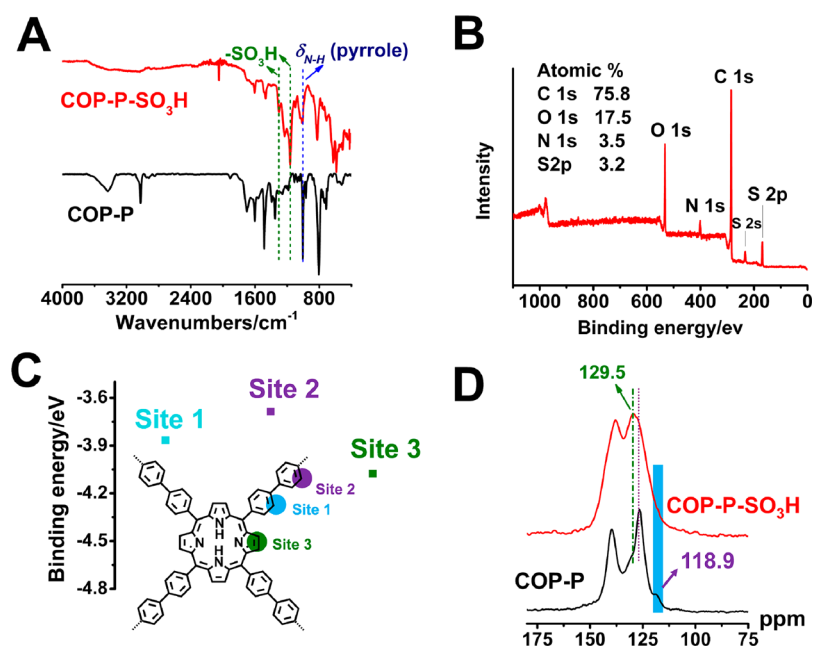 A
-SO3H
δN-H (pyrrole)
COP-P-SO3H
COP-P
4000 3200 2400 1600 800
Wavenumbers/cm-1
B
Atomic %
C 1s 75.8
O 1s 17.5
N 1s 3.5
S2p 3.2
C 1s
O 1s
N 1s
S 2s
S 2p
Intensity
1000 800 600 400 200 0
Binding energy/ev
C
Binding energy/eV
-3.6
-3.9
-4.2
-4.5
-4.8
Site 1
Site 2
Site 3
Site 2
Site 1
Site 3
N
H
N
N
H
N
D
129.5
COP-P-SO3H
COP-P
118.9
175 150 125 100 75
ppm